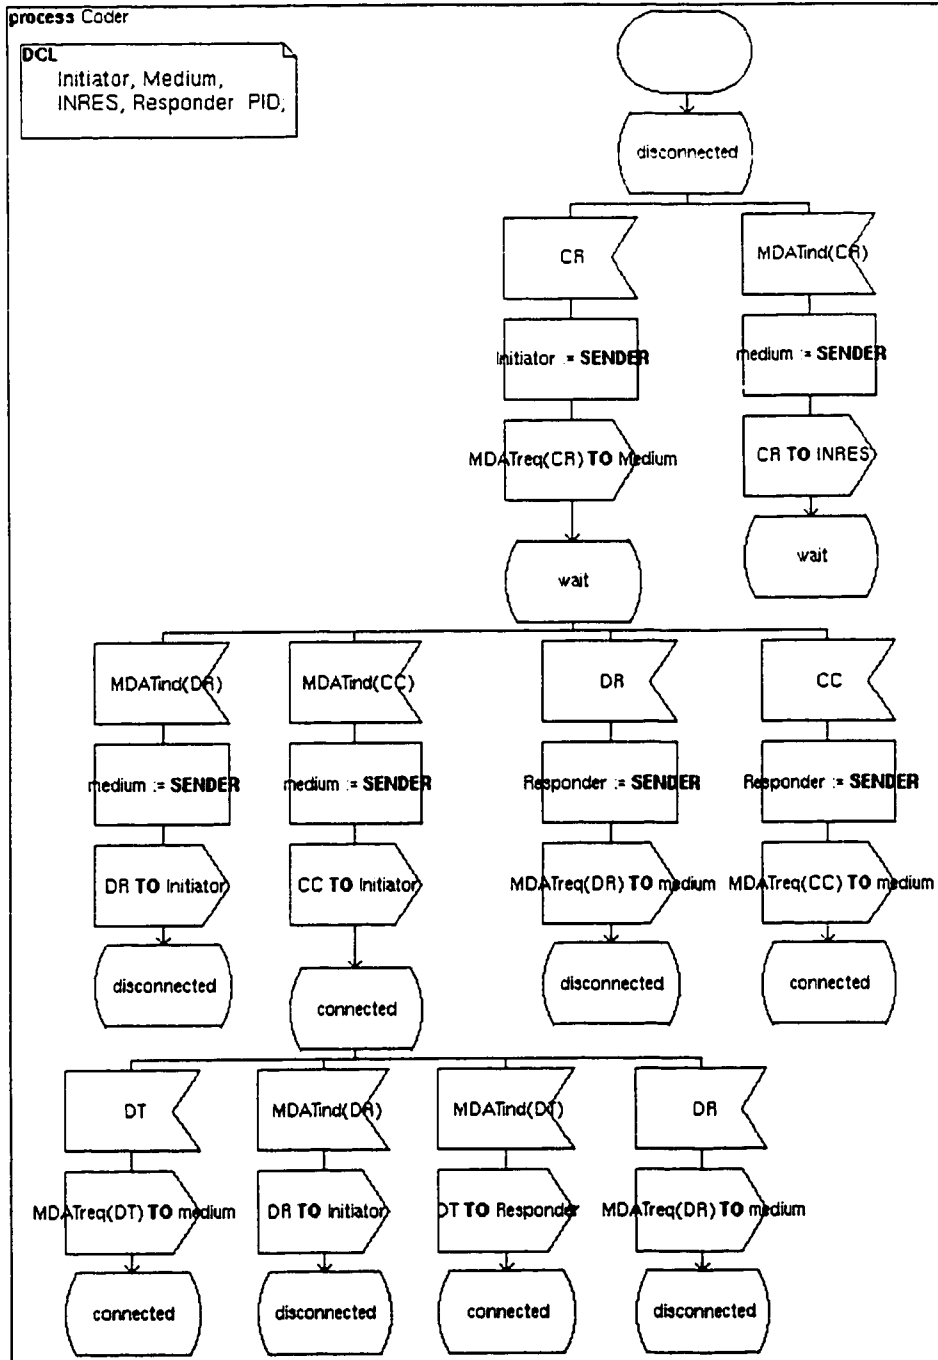 process Coder
DCL
Initiator, Medium,
INRES, Responder PID;
disconnected
CR
MDATind(CR)
Initiator := SENDER
medium := SENDER
MDATreq(CR) TO Medium
CR TO INRES
wait
wait
MDATind(DR)
MDATind(CC)
DR
CC
medium := SENDER
medium := SENDER
Responder := SENDER
Responder := SENDER
DR TO Initiator
CC TO Initiator
MDATreq(DR) TO medium
MDATreq(CC) TO medium
disconnected
connected
disconnected
connected
DT
MDATind(DR)
MDATind(DT)
DR
MDATreq(DT) TO medium
DR TO Initiator
DT TO Responder
MDATreq(DR) TO medium
connected
disconnected
connected
disconnected